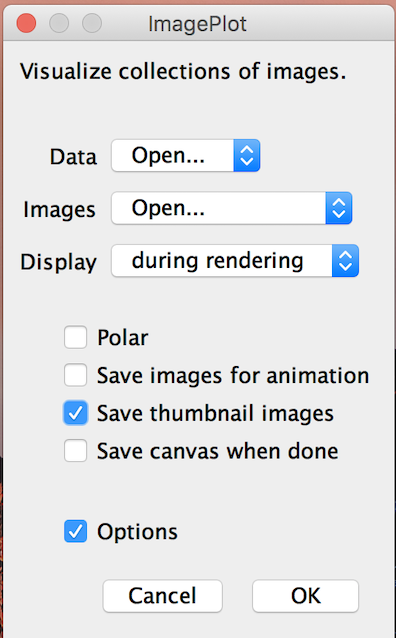 ImagePlot
Visualize collections of images.
Data Open...
Images Open...
Display during rendering
Polar
Save images for animation
Save thumbnail images
Save canvas when done
Options
Cancel OK